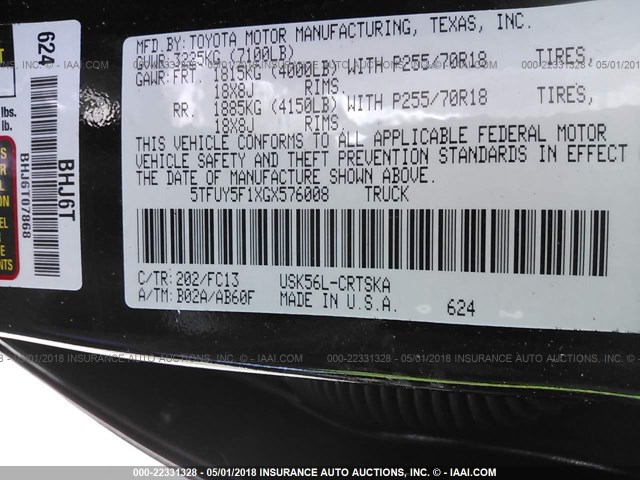 MFD.BY:TOYOTA MOTOR MANUFACTURING, TEXAS, INC.
GVWR 3225KG (7100LB)
GAWR:FRT. 1815KG (4000LB) WITH P255/70R18 TIRES,
18X8J RIMS.
RR. 1885KG (4150LB) WITH P255/70R18 TIRES,
18X8J RIMS.
THIS VEHICLE CONFORMS TO ALL APPLICABLE FEDERAL MOTOR
VEHICLE SAFETY AND THEFT PREVENTION STANDARDS IN EFFECT
THE DATE OF MANUFACTURE SHOWN ABOVE.
5TFUY5F1XGX576008 TRUCK
C/TR:202/FC13 USK56L-CRTSKA
A/TM:B02A/AB60F MADE IN U.S.A. 624
624
lbs.
lb.
BHJ6T
BHJ6T07868
000-22331328 - 05/01/2018 INSURANCE AUTO AUCTIONS, INC. - IAAI.COM